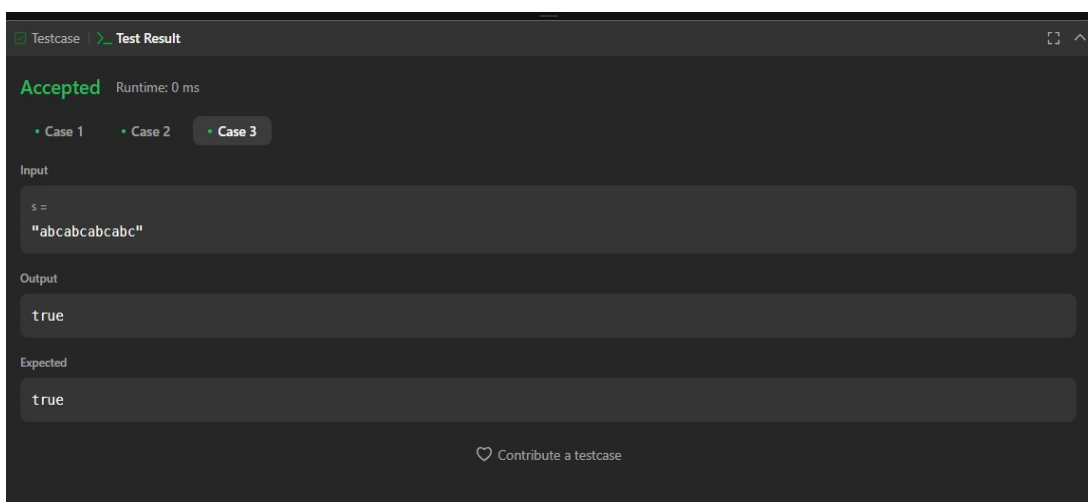 Testcase | >_ Test Result
Accepted Runtime: 0 ms
• Case 1 • Case 2 • Case 3
Input
s =
"abcabcabcabc"
Output
true
Expected
true
Contribute a testcase